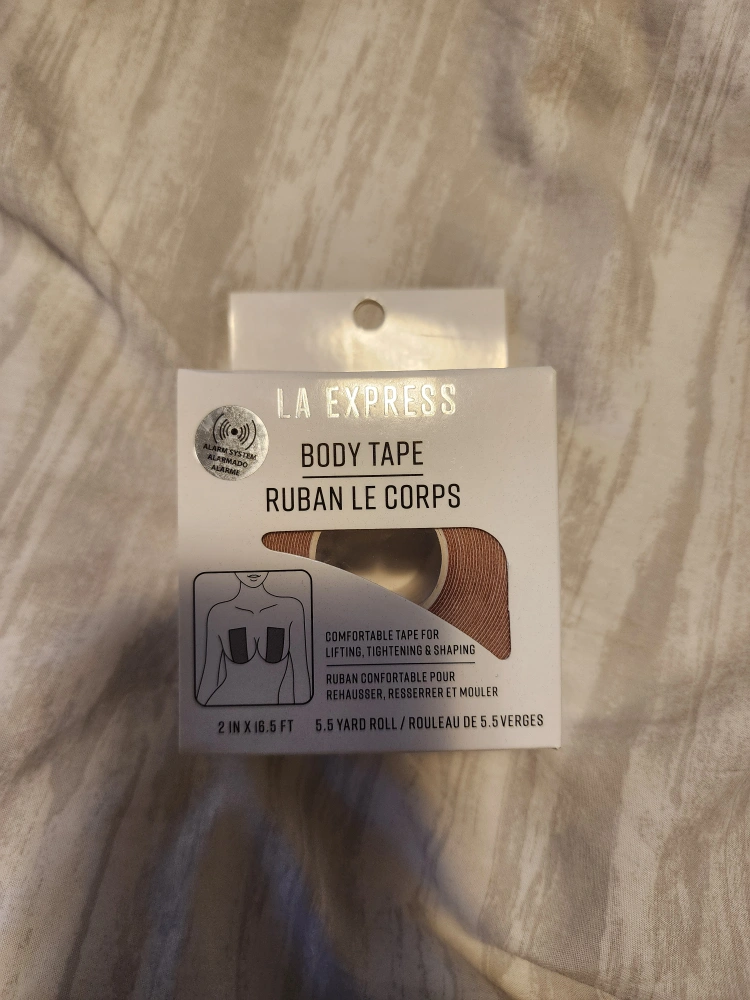 LA EXPRESS
ALARM SYSTEM
ALARMADO
ALARME
BODY TAPE
RUBAN LE CORPS
COMFORTABLE TAPE FOR
LIFTING, TIGHTENING & SHAPING
RUBAN CONFORTABLE POUR
REHAUSSER, RESSERRER ET MOULER
2 IN X 16.5 FT 5.5 YARD ROLL / ROULEAU DE 5.5 VERGES